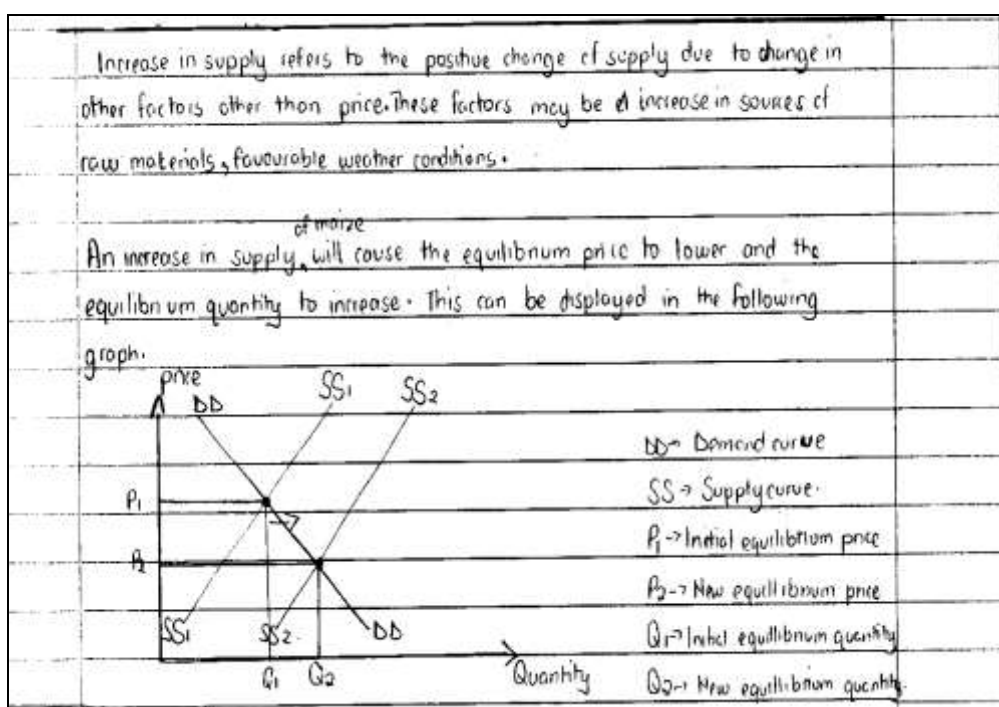 Increase in supply refers to the positive change of supply due to change in
other factors other than price. These factors may be increase in sources of
raw materials, favourable weather conditions.
of maize
An increase in supply, will cause the equilibrium price to lower and the
equilibrium quantity to increase. This can be displayed in the following
graph.
price
DD SS1 SS2
DD → Demand curve
SS → Supply curve.
P1
P1 → Initial equilibrium price
P2
P2 → New equillibrium price
SS1 SS2 DD
Q1 → Initial equillibrium quantity
Q1 Q2 Quantity
Q2 → New equillibrium quantity.